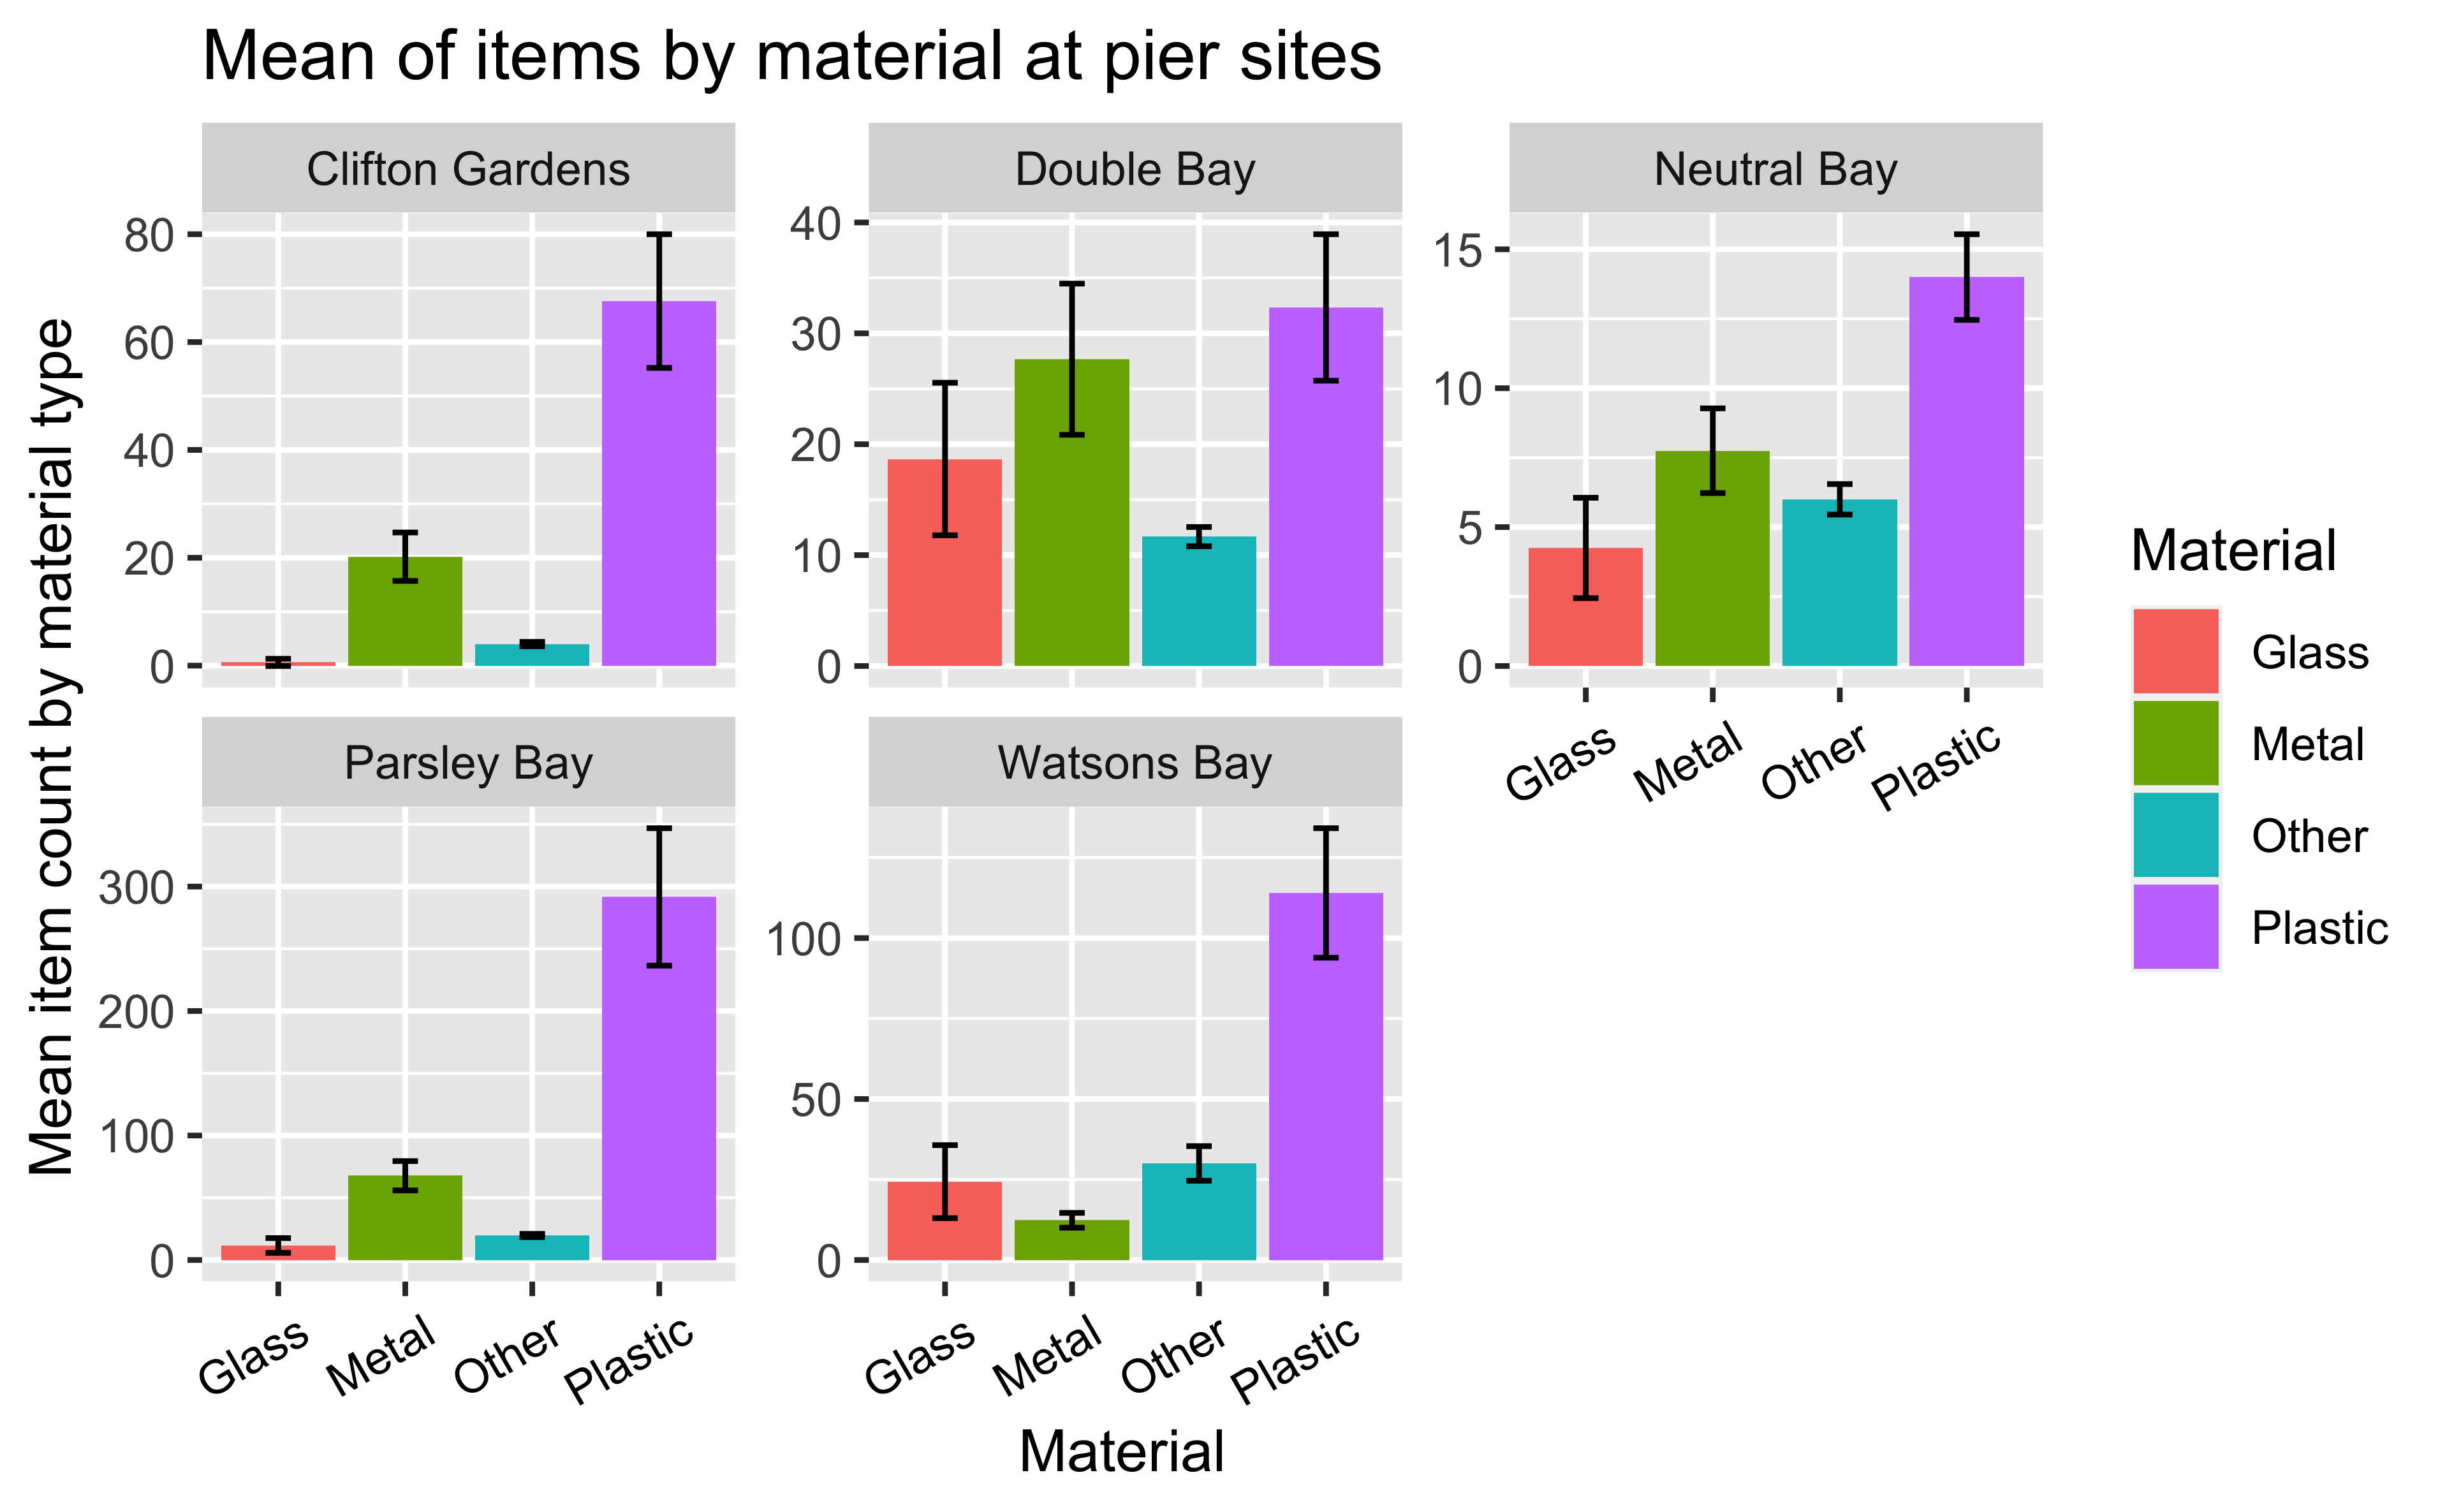 Mean of items by material at pier sites
Clifton Gardens
Double Bay
Neutral Bay
80
60
40
20
0
40
30
20
10
0
15
10
5
0
Glass
Metal
Other
Plastic
Parsley Bay
Watsons Bay
300
200
100
0
100
50
0
Glass
Metal
Other
Plastic
Glass
Metal
Other
Plastic
Material
Mean item count by material type
Material
Glass
Metal
Other
Plastic